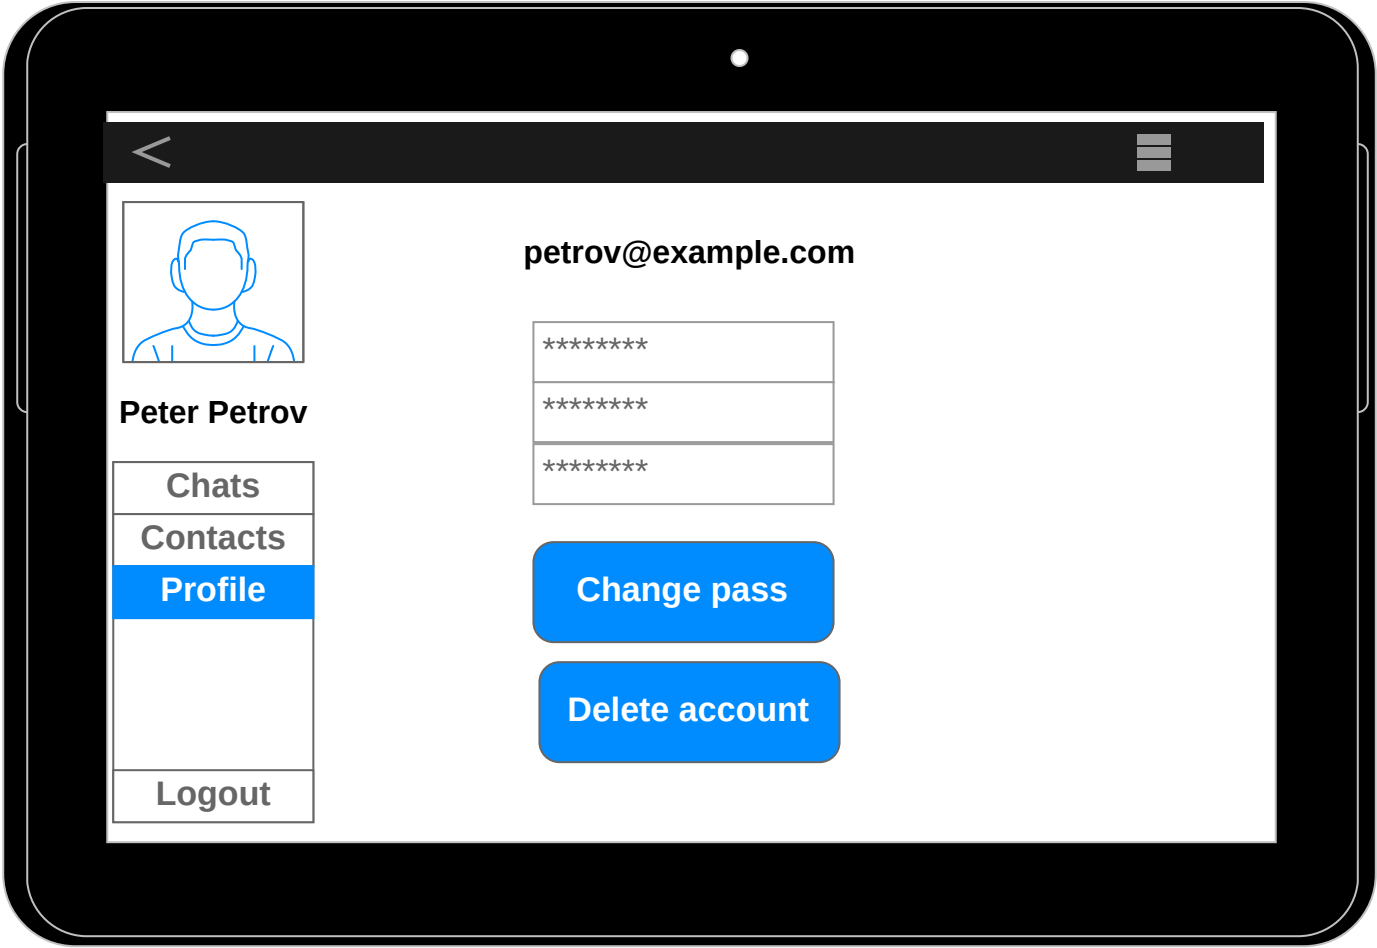 petrov@example.com
Peter Petrov
Chats
Contacts
Profile
Logout
********
********
********
Change pass
Delete account